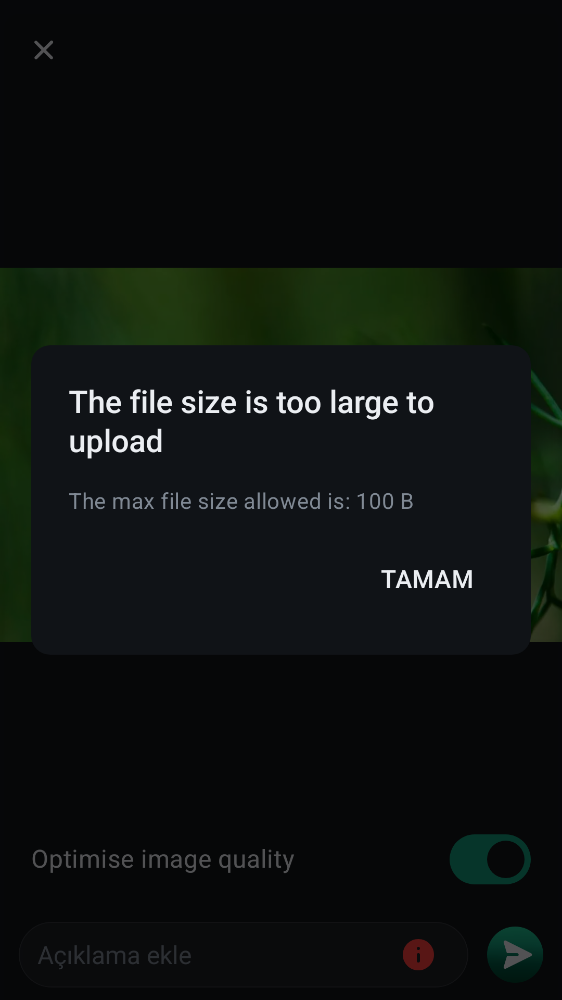 The file size is too large to
upload
The max file size allowed is: 100 B
TAMAM
Optimise image quality
Açıklama ekle